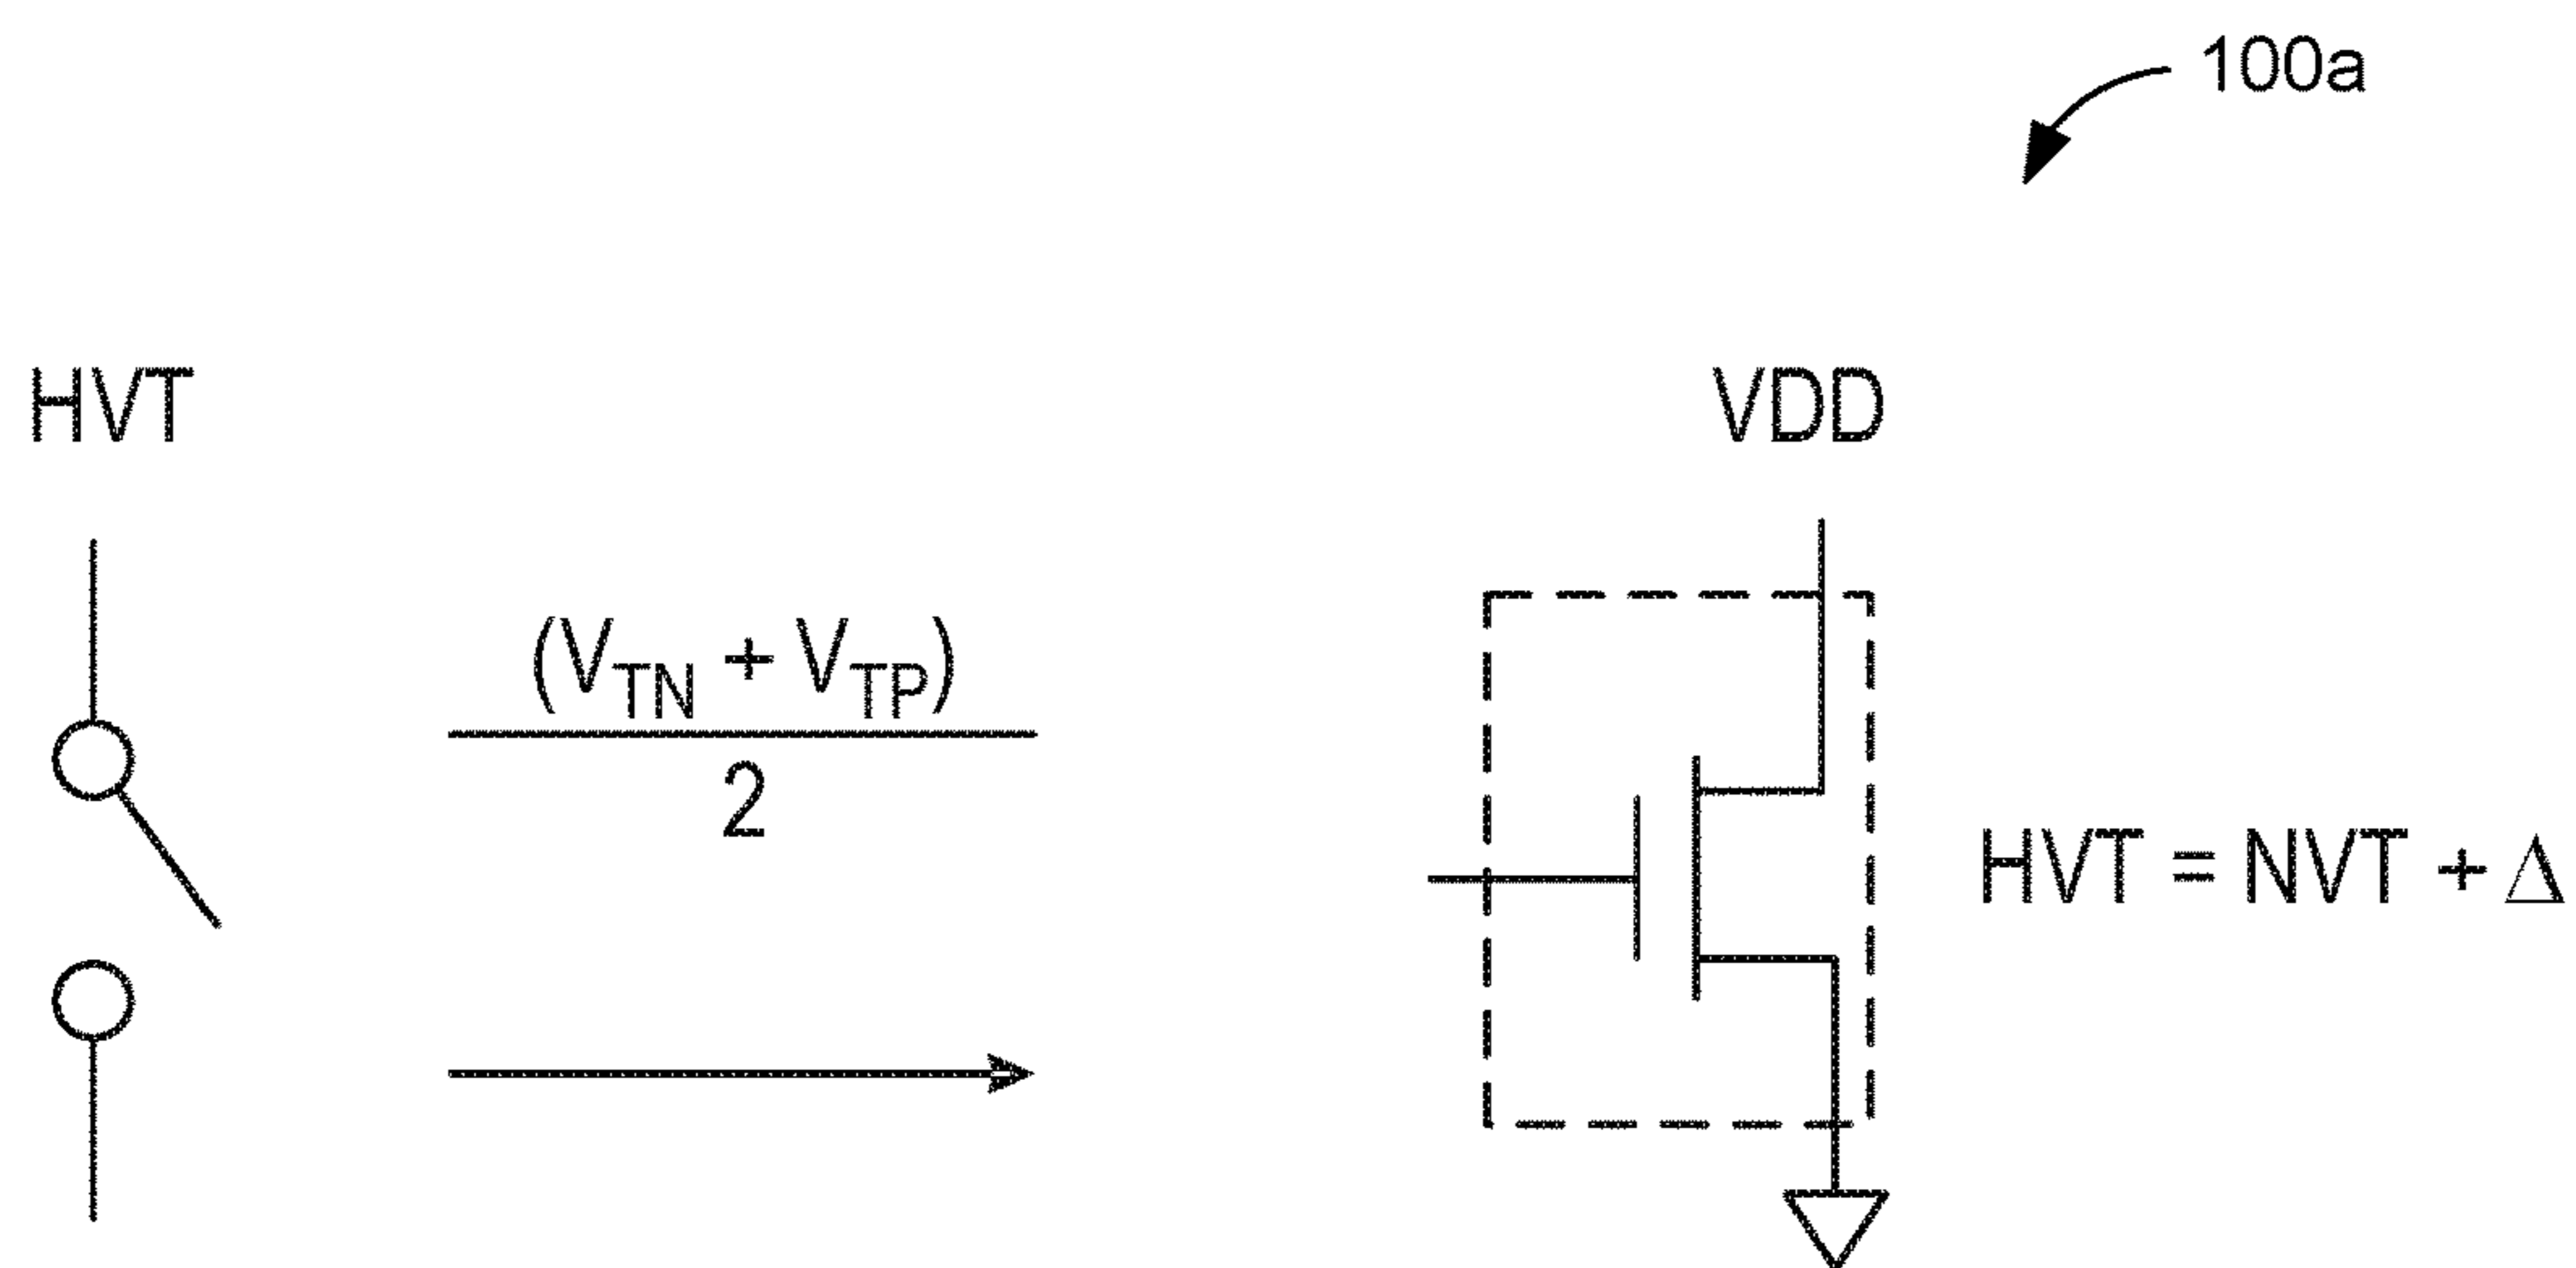 100a
HVT
VDD
(V_TN + V_TP)
2
HVT = NVT + Δ